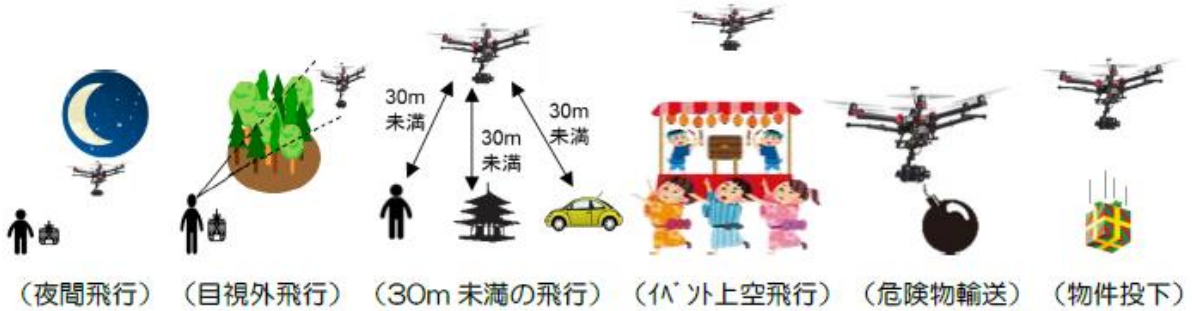 30m
未満
30m
未満
30m
未満
（夜間飛行）
（目視外飛行）
（30m 未満の飛行）
（ｲﾍﾞﾝﾄ上空飛行）
（危険物輸送）
（物件投下）